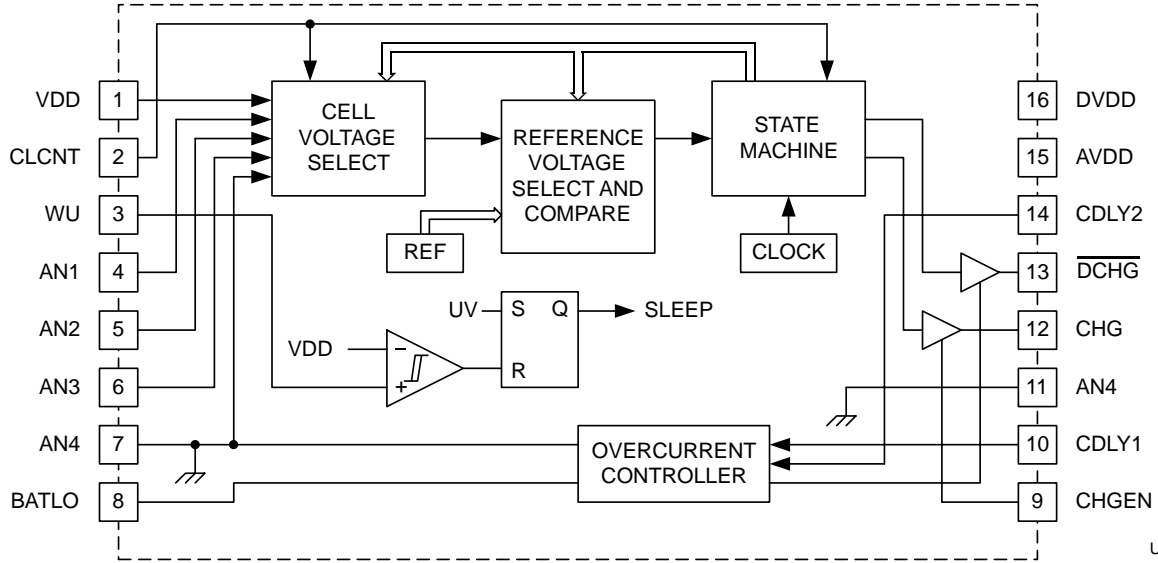 VDD 1
CLCNT 2
WU 3
AN1 4
AN2 5
AN3 6
AN4 7
BATLO 8
CELL
VOLTAGE
SELECT
REFERENCE
VOLTAGE
SELECT AND
COMPARE
STATE
MACHINE
REF
CLOCK
UV
S Q
R
SLEEP
VDD
−
+
OVERCURRENT
CONTROLLER
16 DVDD
15 AVDD
14 CDLY2
13 DCHG
12 CHG
11 AN4
10 CDLY1
9 CHGEN
U